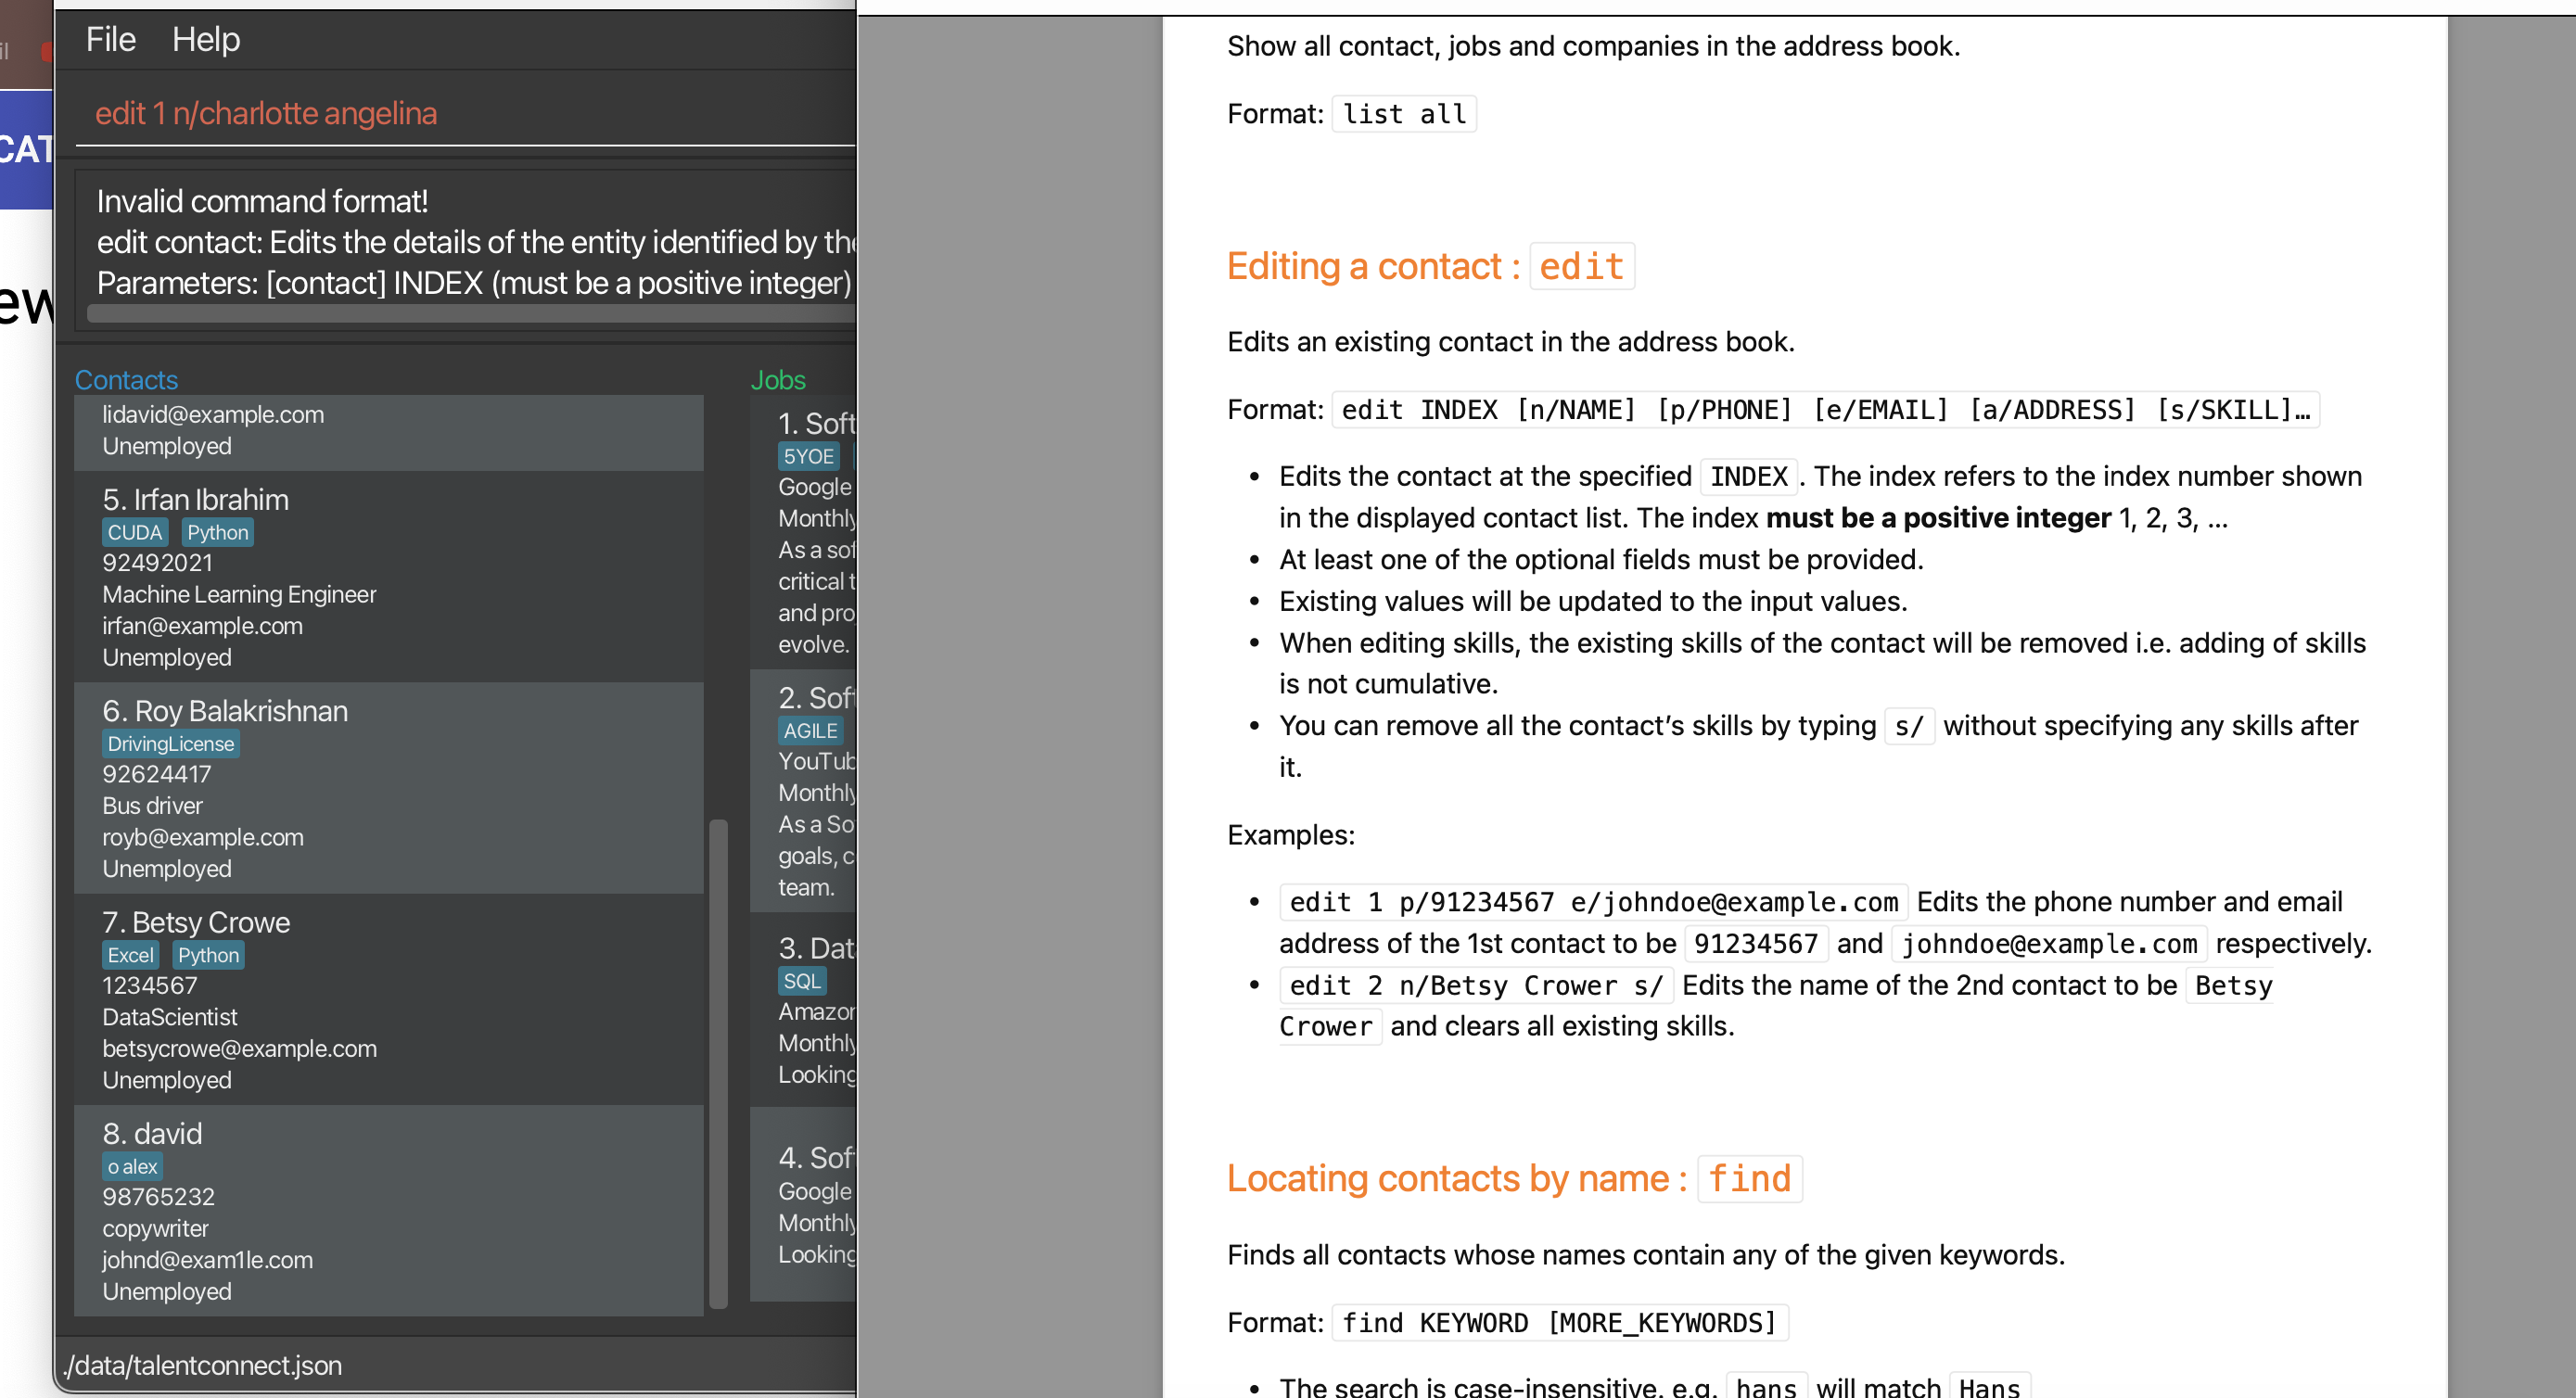 il
CAT
ew
File Help
edit 1 n/charlotte angelina
Invalid command format!
edit contact: Edits the details of the entity identified by the
Parameters: [contact] INDEX (must be a positive integer)
Contacts
lidavid@example.com
Unemployed
5. Irfan Ibrahim
CUDA Python
92492021
Machine Learning Engineer
irfan@example.com
Unemployed
6. Roy Balakrishnan
DrivingLicense
92624417
Bus driver
royb@example.com
Unemployed
7. Betsy Crowe
Excel Python
1234567
DataScientist
betsycrowe@example.com
Unemployed
8. david
o alex
98765232
copywriter
johnd@exam1le.com
Unemployed
Jobs
1. Soft
5YOE
Google
Monthly
As a sof
critical t
and pro
evolve.
2. Soft
AGILE
YouTub
Monthly
As a So
goals, c
team.
3. Dat
SQL
Amazon
Monthly
Looking
4. Sof
Google
Monthly
Looking
./data/talentconnect.json
Show all contact, jobs and companies in the address book.
Format: list all
Editing a contact : edit
Edits an existing contact in the address book.
Format: edit INDEX [n/NAME] [p/PHONE] [e/EMAIL] [a/ADDRESS] [s/SKILL]…
• Edits the contact at the specified INDEX. The index refers to the index number shown
in the displayed contact list. The index must be a positive integer 1, 2, 3, …
• At least one of the optional fields must be provided.
• Existing values will be updated to the input values.
• When editing skills, the existing skills of the contact will be removed i.e. adding of skills
is not cumulative.
• You can remove all the contact’s skills by typing s/ without specifying any skills after
it.
Examples:
• edit 1 p/91234567 e/johndoe@example.com Edits the phone number and email
address of the 1st contact to be 91234567 and johndoe@example.com respectively.
• edit 2 n/Betsy Crower s/ Edits the name of the 2nd contact to be Betsy
Crower and clears all existing skills.
Locating contacts by name : find
Finds all contacts whose names contain any of the given keywords.
Format: find KEYWORD [MORE_KEYWORDS]
• The search is case-insensitive. e.g. hans will match Hans